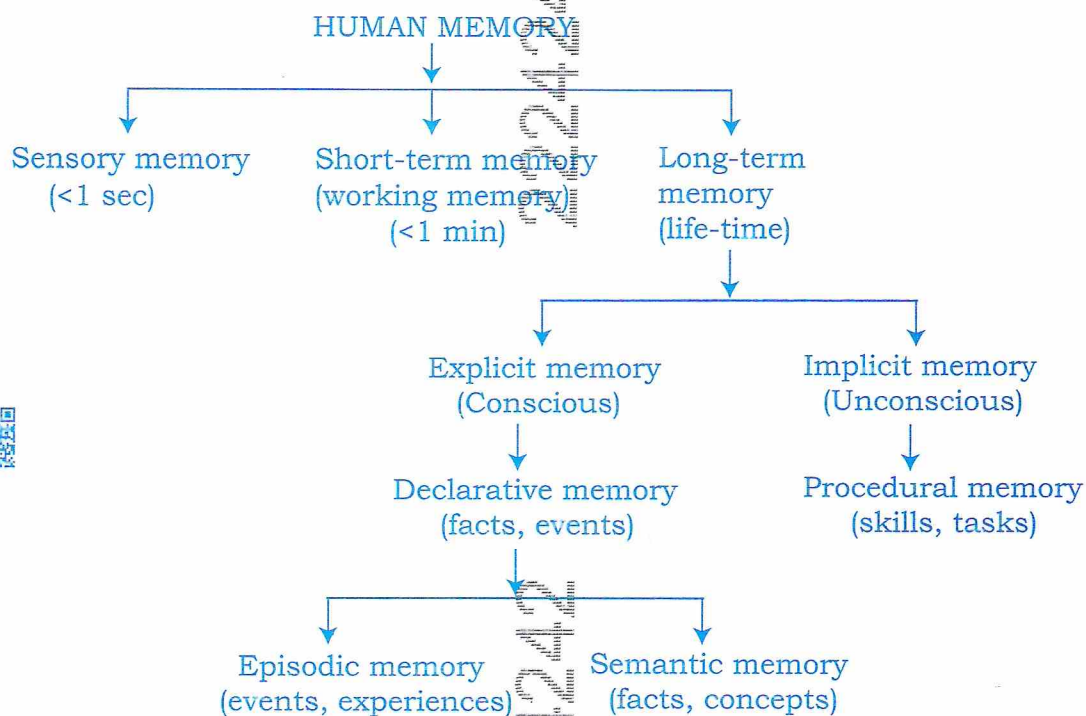 HUMAN MEMORY
Sensory memory
(<1 sec)
Short-term memory
(working memory)
(<1 min)
Long-term
memory
(life-time)
Explicit memory
(Conscious)
Implicit memory
(Unconscious)
Declarative memory
(facts, events)
Procedural memory
(skills, tasks)
Episodic memory
(events, experiences)
Semantic memory
(facts, concepts)